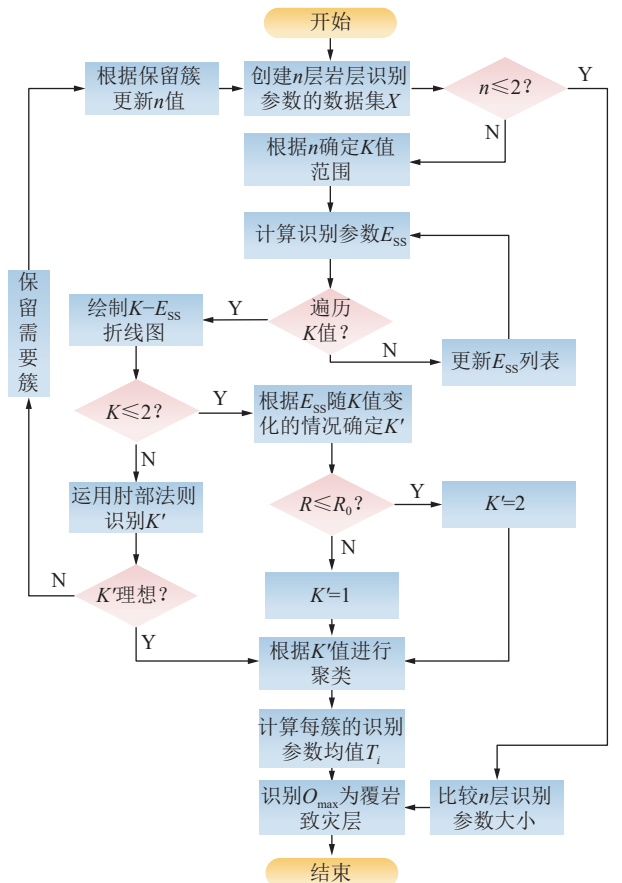 开始
根据保留簇
更新n值
创建n层岩层识别
参数的数据集X
n≤2?
Y
N
根据n确定K值
范围
计算识别参数E_SS
保
留
需
要
簇
绘制K−E_SS
折线图
Y
遍历
K值?
N
更新E_SS列表
K≤2?
Y
根据E_SS随K值变
化的情况确定K′
N
运用肘部法则
识别K′
R≤R_0?
Y
K′=2
N
N
K′理想?
K′=1
Y
根据K′值进行
聚类
计算每簇的识别
参数均值T_i
识别O_max为覆岩
致灾层
比较n层识别
参数大小
结束